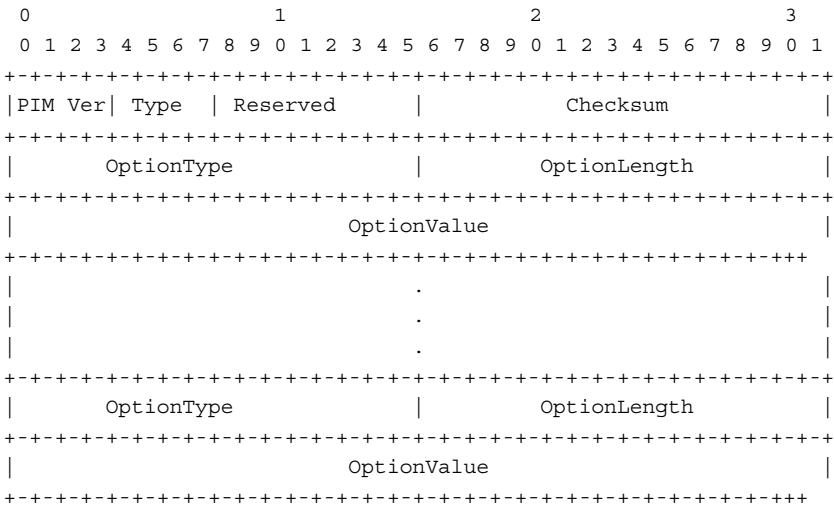 0                   1                   2                   3
 0 1 2 3 4 5 6 7 8 9 0 1 2 3 4 5 6 7 8 9 0 1 2 3 4 5 6 7 8 9 0 1
+-+-+-+-+-+-+-+-+-+-+-+-+-+-+-+-+-+-+-+-+-+-+-+-+-+-+-+-+-+-+-+-+
|PIM Ver| Type  | Reserved      |           Checksum            |
+-+-+-+-+-+-+-+-+-+-+-+-+-+-+-+-+-+-+-+-+-+-+-+-+-+-+-+-+-+-+-+-+
|       OptionType              |         OptionLength          |
+-+-+-+-+-+-+-+-+-+-+-+-+-+-+-+-+-+-+-+-+-+-+-+-+-+-+-+-+-+-+-+-+
|                          OptionValue                          |
+-+-+-+-+-+-+-+-+-+-+-+-+-+-+-+-+-+-+-+-+-+-+-+-+-+-+-+-+-+-+++
|                               .                               |
|                               .                               |
|                               .                               |
+-+-+-+-+-+-+-+-+-+-+-+-+-+-+-+-+-+-+-+-+-+-+-+-+-+-+-+-+-+-+-+-+
|       OptionType              |         OptionLength          |
+-+-+-+-+-+-+-+-+-+-+-+-+-+-+-+-+-+-+-+-+-+-+-+-+-+-+-+-+-+-+-+-+
|                          OptionValue                          |
+-+-+-+-+-+-+-+-+-+-+-+-+-+-+-+-+-+-+-+-+-+-+-+-+-+-+-+-+-+-+++